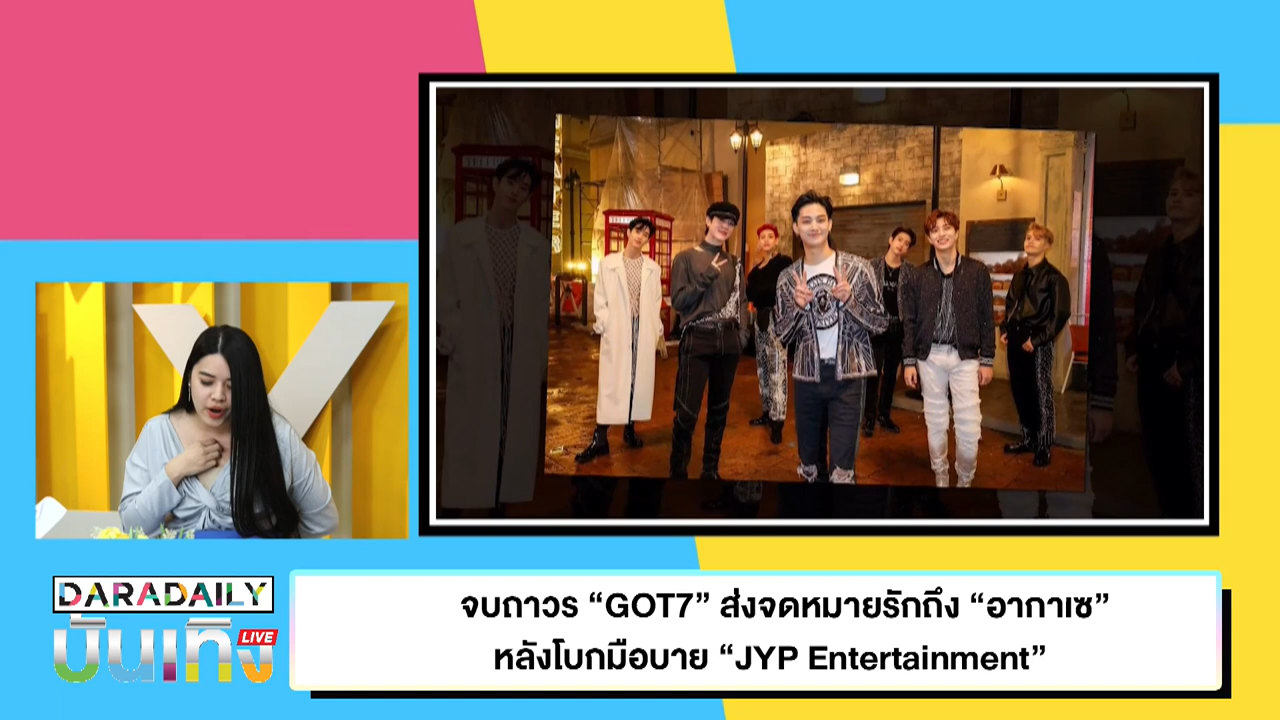 DARADAILY
บันเทิง
LIVE
จบถาวร “GOT7” ส่งจดหมายรักถึง “อากาเซ”
หลังโบกมือบาย “JYP Entertainment”